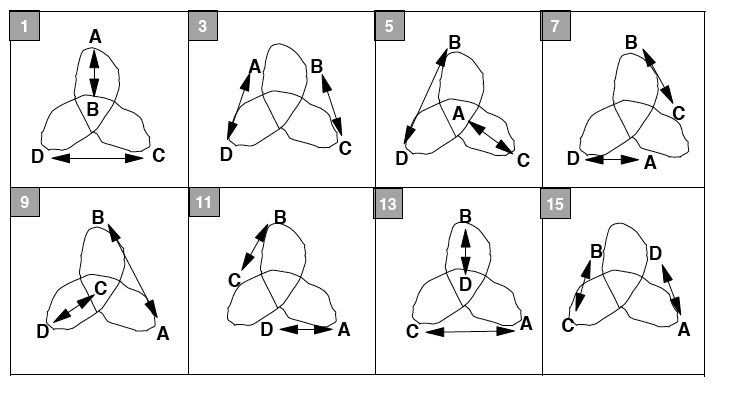 1 A B D C
3 A B D C
5 B A D C
7 B C D A
9 B C D A
11 B C D A
13 B D C A
15 B D C A